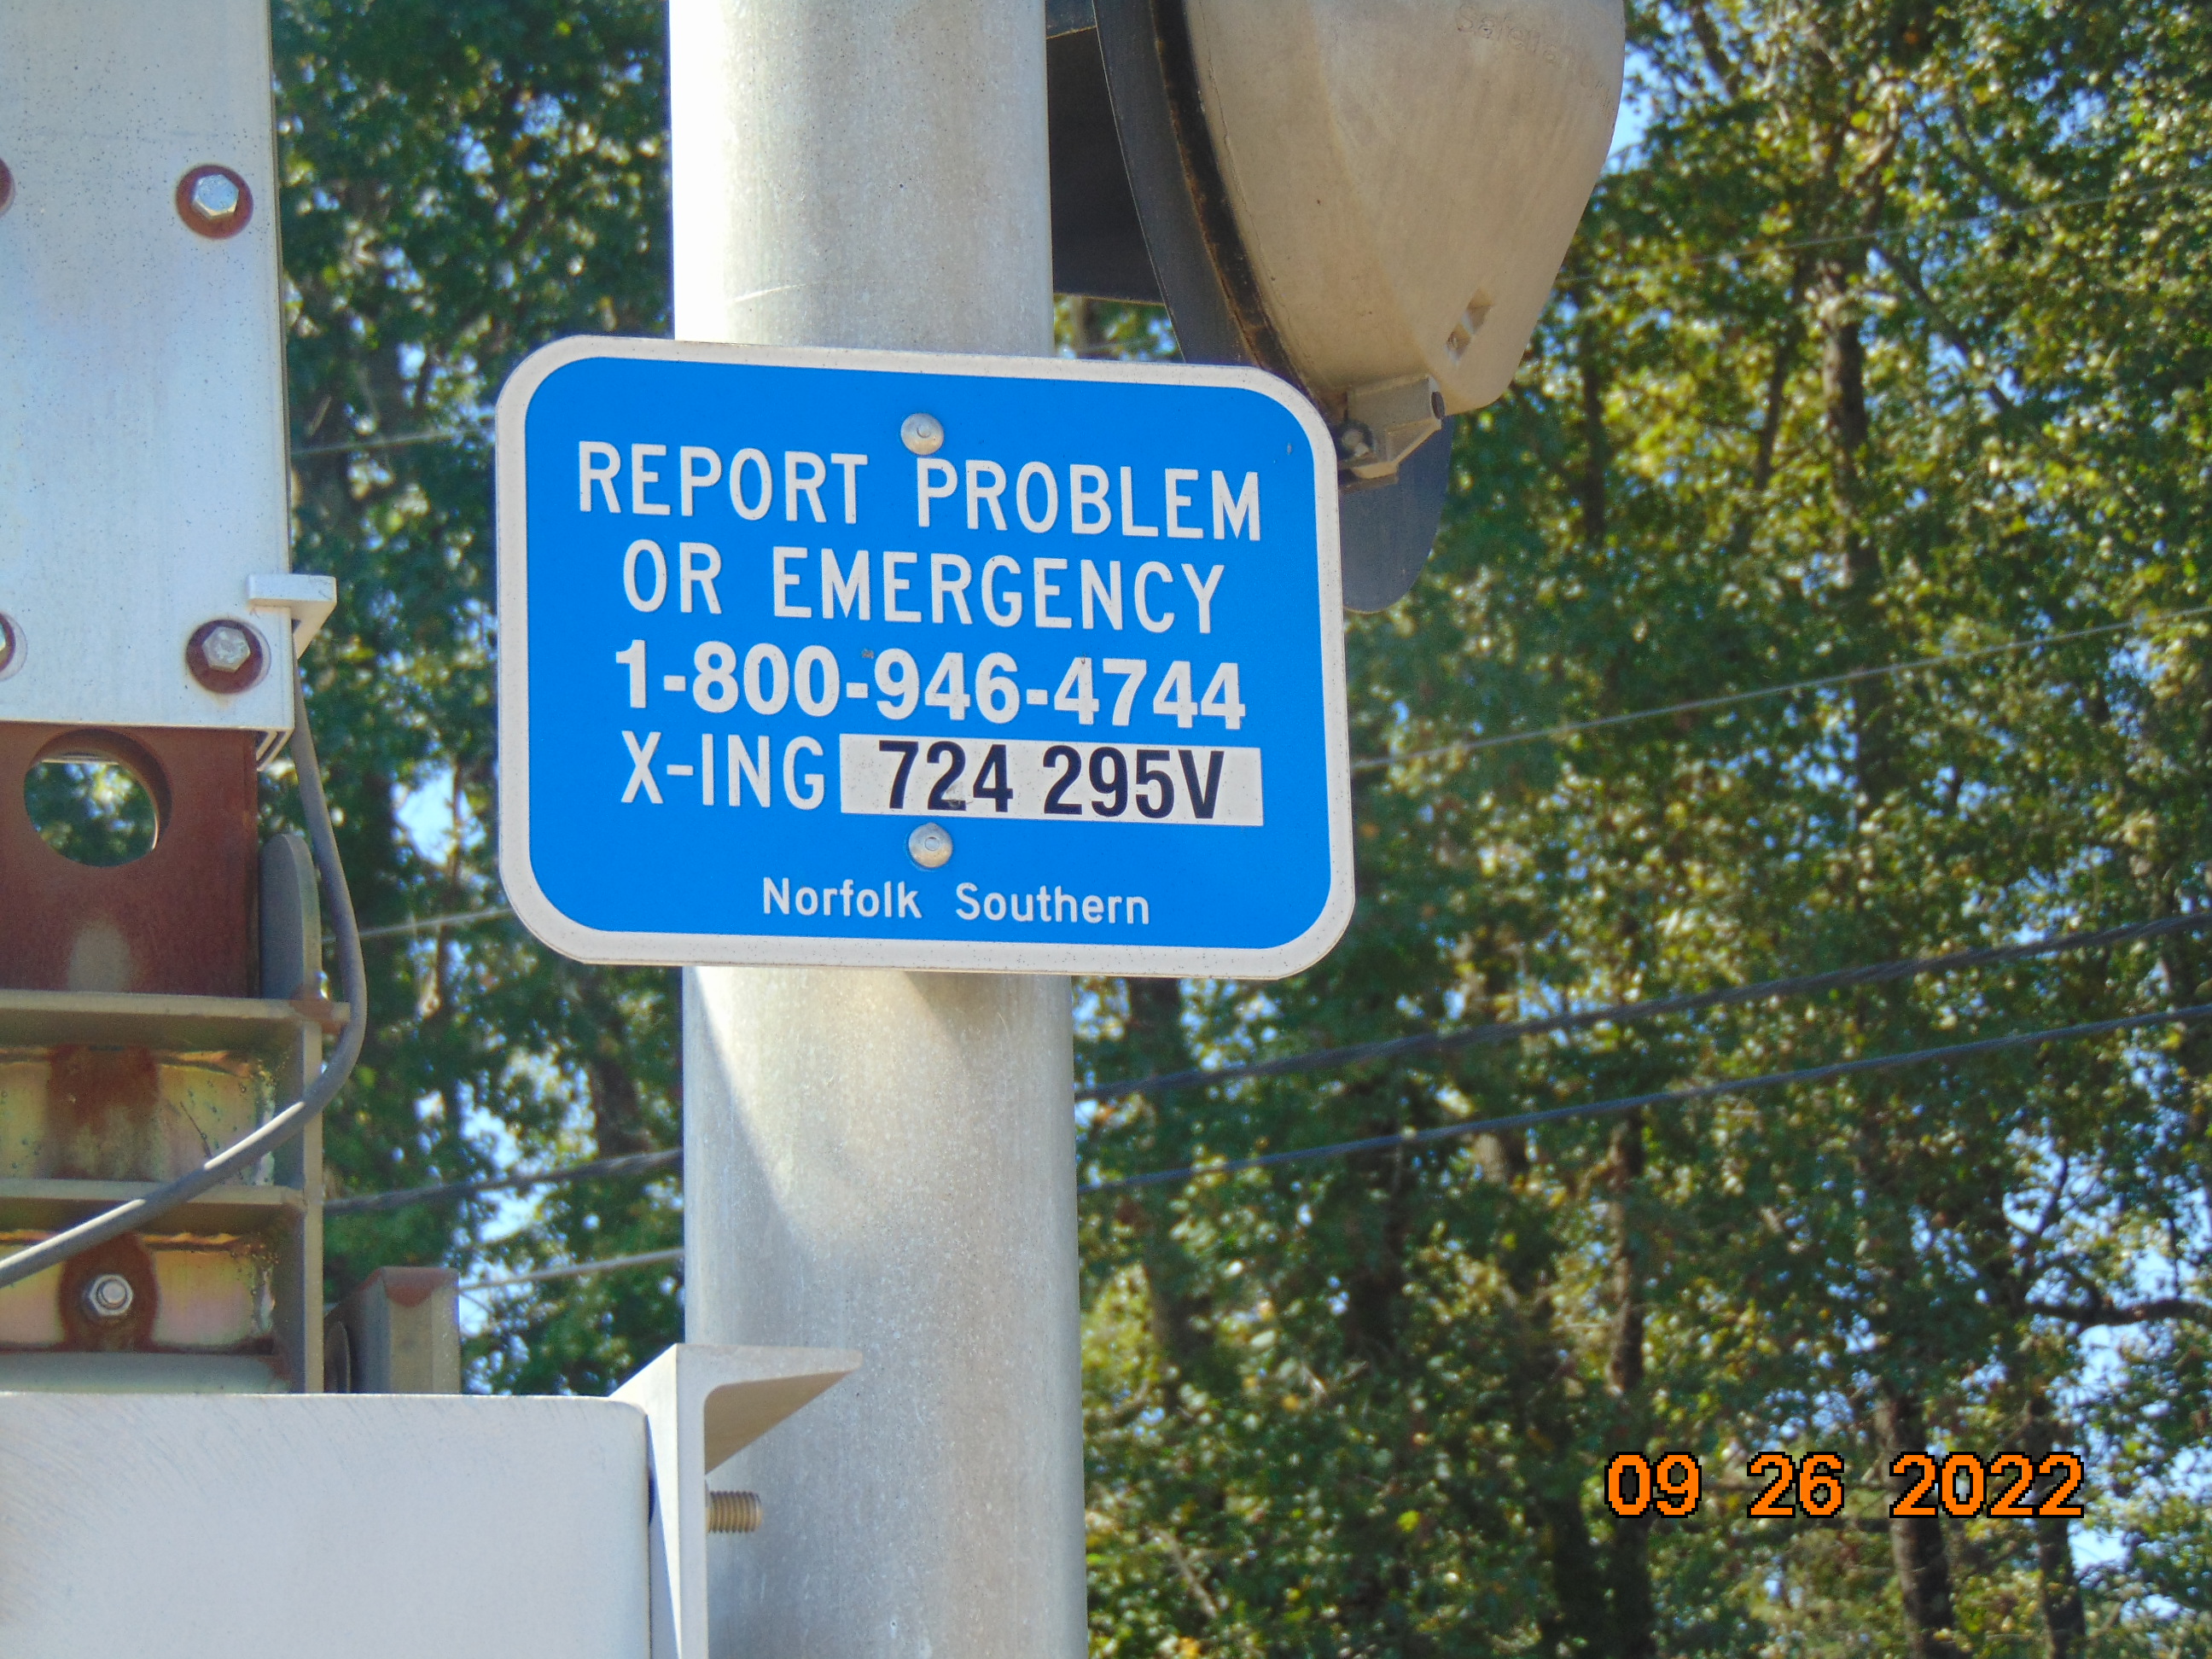 REPORT PROBLEM
OR EMERGENCY
1-800-946-4744
X-ING 724 295V
Norfolk Southern
09 26 2022